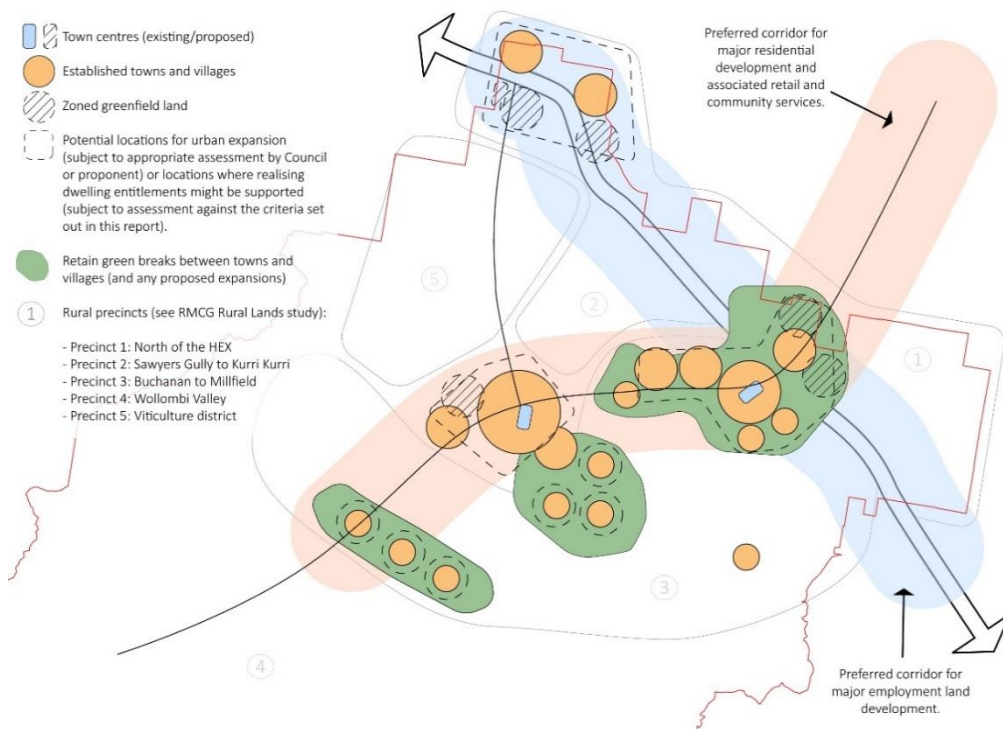 Town centres (existing/proposed)
Established towns and villages
Zoned greenfield land
Potential locations for urban expansion
(subject to appropriate assessment by Council
or proponent) or locations where realising
dwelling entitlements might be supported
(subject to assessment against the criteria set
out in this report).
Retain green breaks between towns and
villages (and any proposed expansions)
1
Rural precincts (see RMCG Rural Lands study):
- Precinct 1: North of the HEX
- Precinct 2: Sawyers Gully to Kurri Kurri
- Precinct 3: Buchanan to Millfield
- Precinct 4: Wollombi Valley
- Precinct 5: Viticulture district
Preferred corridor for
major residential
development and
associated retail and
community services.
5
2
1
3
4
Preferred corridor for
major employment land
development.